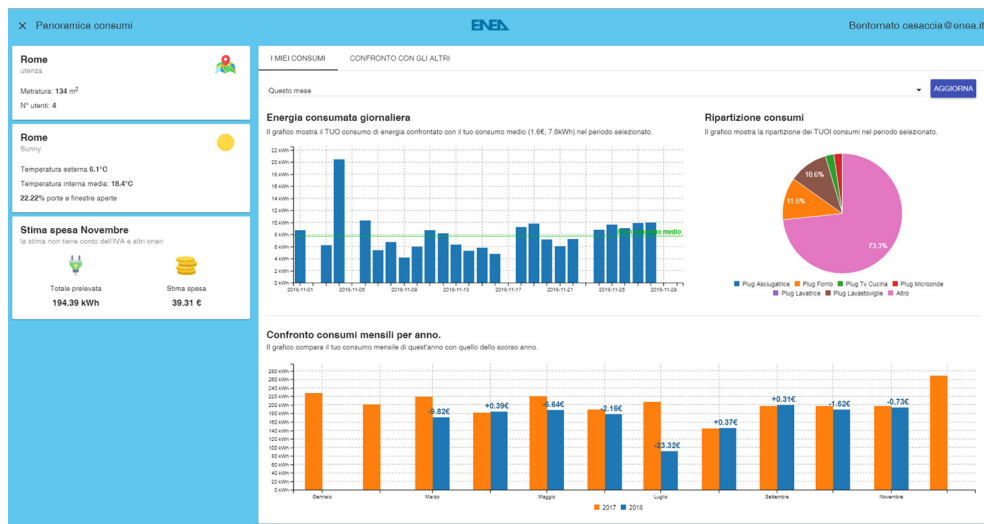 × Panoramica consumi
ENEA
Bentornato casaccia@enea.it
Rome
utenza
Metratura: 134 m²
N° utenti: 4
Rome
Sunny
Temperatura esterna 6.1°C
Temperatura interna media: 18.4°C
22.22% porte e finestre aperte
Stima spesa Novembre
la stima non tiene conto dell'IVA e altri oneri
Totale prelevata
Stima spesa
194.39 kWh
39.31 €
I MIEI CONSUMI
CONFRONTO CON GLI ALTRI
Questo mese
AGGIORNA
Energia consumata giornaliera
Il grafico mostra il TUO consumo di energia confrontato con il tuo consumo medio (1.6€, 7.8kWh) nel periodo selezionato.
22 kWh
20 kWh
18 kWh
16 kWh
14 kWh
12 kWh
10 kWh
8 kWh
6 kWh
4 kWh
2 kWh
0 kWh
medio
2018-11-01
2018-11-05
2018-11-09
2018-11-13
2018-11-17
2018-11-21
2018-11-25
2018-11-29
Ripartizione consumi
Il grafico mostra la ripartizione dei TUOI consumi nel periodo selezionato.
10.6%
11.5%
73.3%
Plug Asciugatrice
Plug Forno
Plug Tv Cucina
Plug Microonde
Plug Lavatrice
Plug Lavastoviglie
Altro
Confronto consumi mensili per anno.
Il grafico compara il tuo consumo mensile di quest'anno con quello dello scorso anno.
280 kWh
260 kWh
240 kWh
220 kWh
200 kWh
180 kWh
160 kWh
140 kWh
120 kWh
100 kWh
80 kWh
60 kWh
40 kWh
20 kWh
0 kWh
-9.82€
+0.39€
-6.64€
-2.16€
-23.32€
+0.37€
+0.31€
-1.62€
-0.73€
Gennaio
Marzo
Maggio
Luglio
Settembre
Novembre
2017
2018